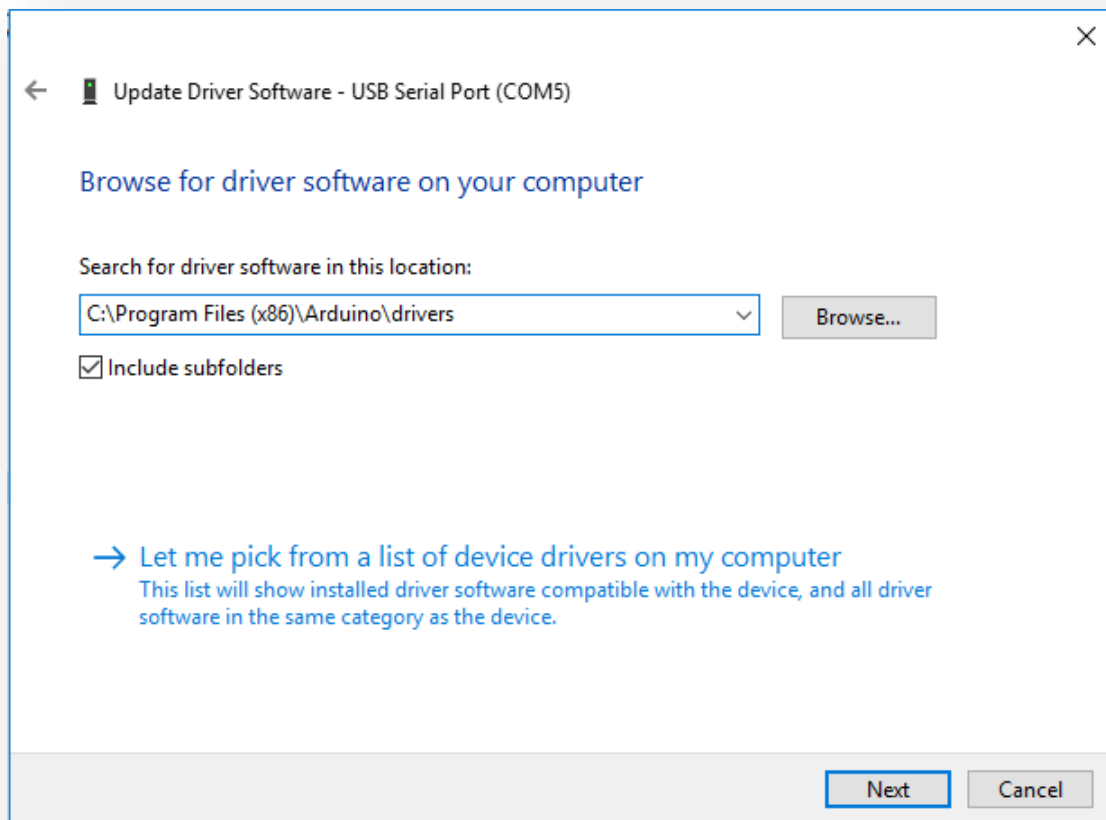 Update Driver Software - USB Serial Port (COM5)
Browse for driver software on your computer
Search for driver software in this location:
C:\Program Files (x86)\Arduino\drivers
Browse...
Include subfolders
Let me pick from a list of device drivers on my computer
This list will show installed driver software compatible with the device, and all driver
software in the same category as the device.
Next
Cancel